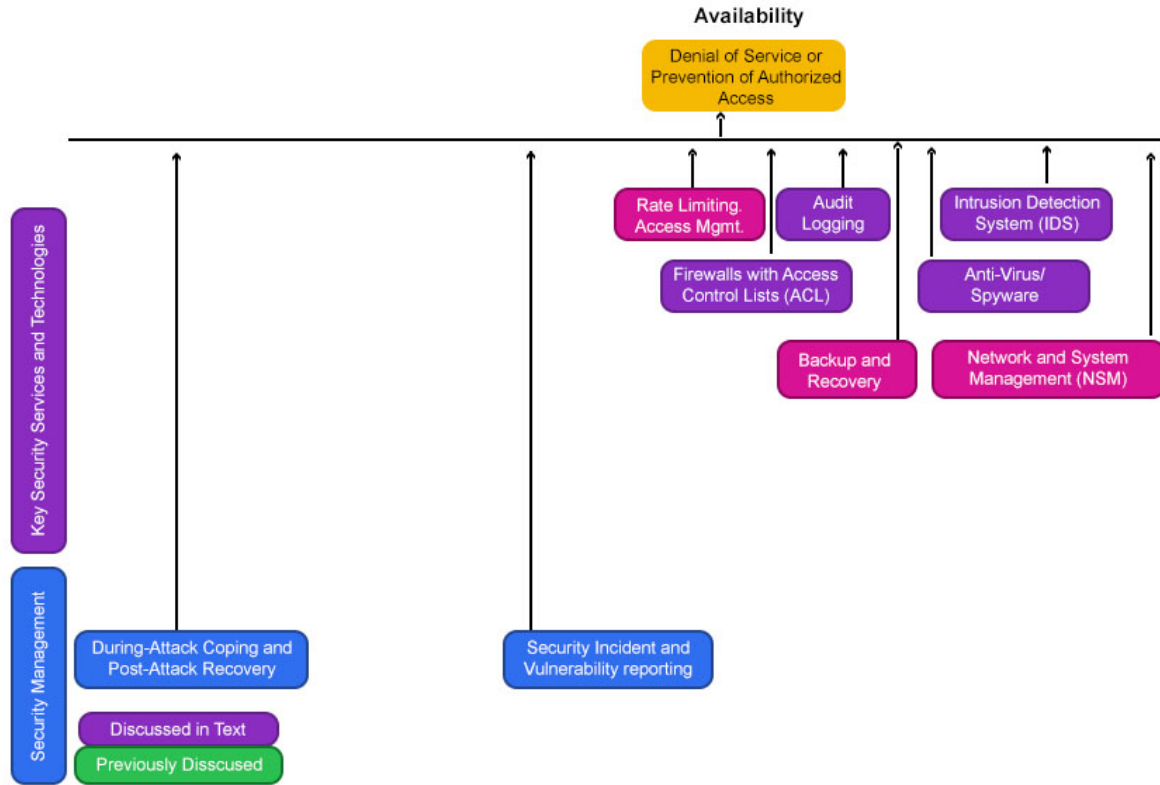 Availability
Denial of Service or
Prevention of Authorized
Access
Rate Limiting.
Access Mgmt.
Audit
Logging
Intrusion Detection
System (IDS)
Firewalls with Access
Control Lists (ACL)
Anti-Virus/
Spyware
Backup and
Recovery
Network and System
Management (NSM)
Key Security Services and Technologies
Security Management
During-Attack Coping and
Post-Attack Recovery
Security Incident and
Vulnerability reporting
Discussed in Text
Previously Disscused